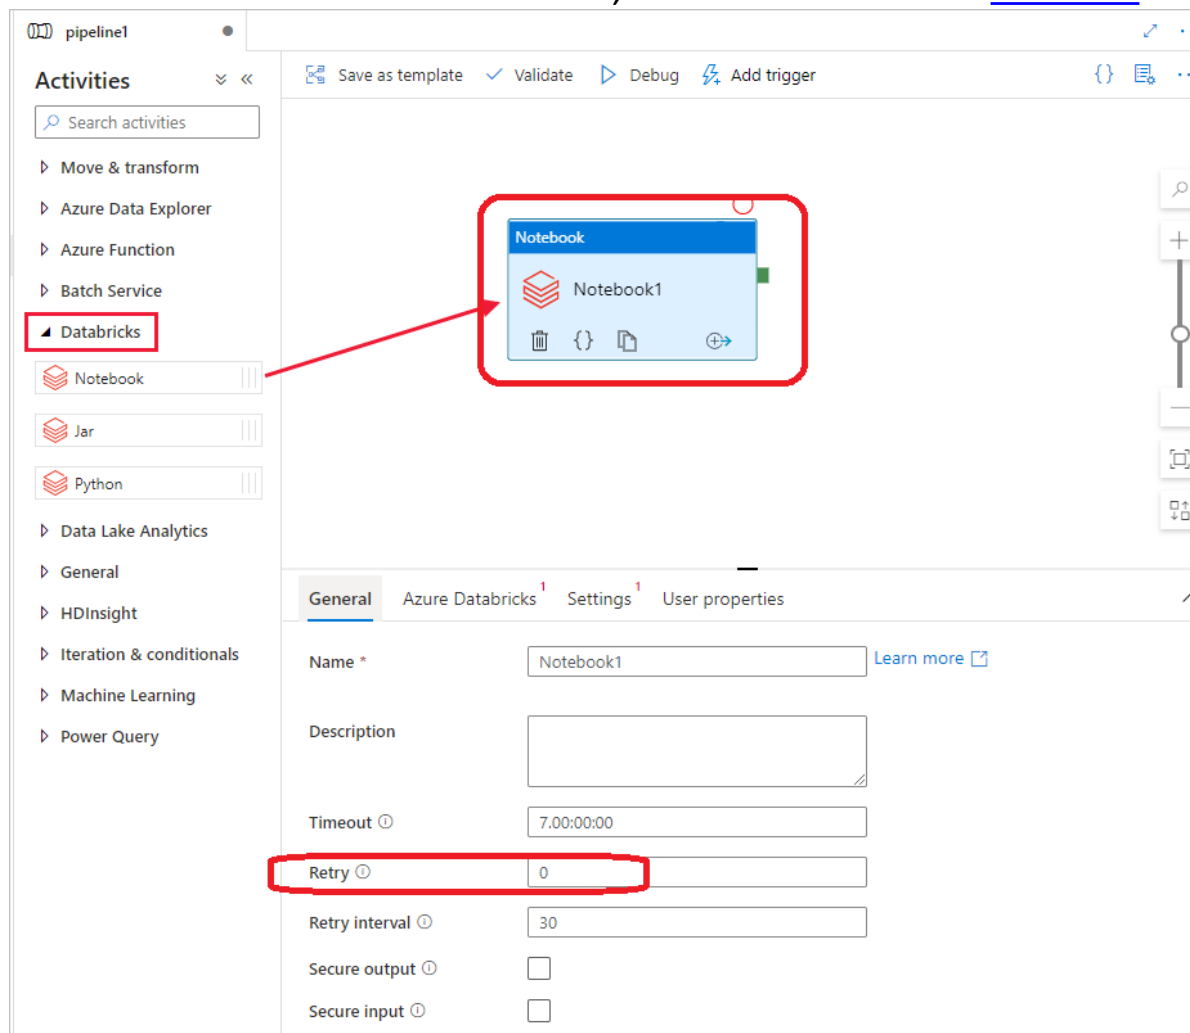 pipeline1
Activities
Save as template
Validate
Debug
Add trigger
Search activities
Move & transform
Azure Data Explorer
Azure Function
Batch Service
Databricks
Notebook
Jar
Python
Data Lake Analytics
General
HDInsight
Iteration & conditionals
Machine Learning
Power Query
Notebook
Notebook1
General
Azure Databricks 1
Settings 1
User properties
Name *
Notebook1
Learn more
Description
Timeout
7.00:00:00
Retry
0
Retry interval
30
Secure output
Secure input